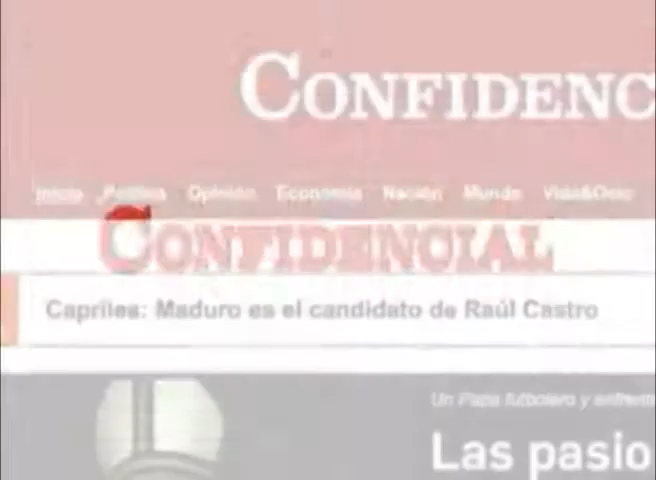 CONFIDENC
Inicio Política Opinión Economía Nación Mundo Vida&Ocio
CONFIDENCIAL
Capriles: Maduro es el candidato de Raúl Castro
Un Papa futbolero y enfrent
Las pasio